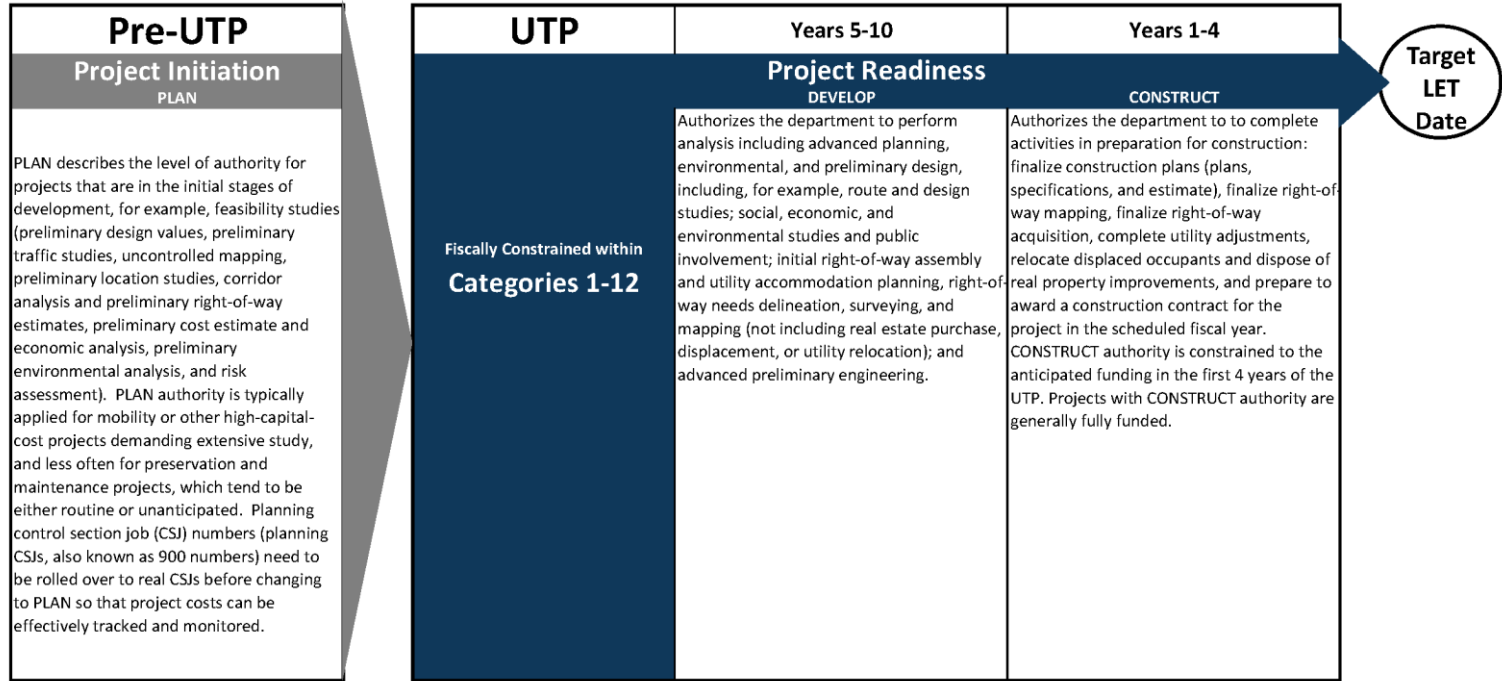 Pre-UTP
Project Initiation
PLAN
PLAN describes the level of authority for
projects that are in the initial stages of
development, for example, feasibility studies
(preliminary design values, preliminary
traffic studies, uncontrolled mapping,
preliminary location studies, corridor
analysis and preliminary right-of-way
estimates, preliminary cost estimate and
economic analysis, preliminary
environmental analysis, and risk
assessment).  PLAN authority is typically
applied for mobility or other high-capital-
cost projects demanding extensive study,
and less often for preservation and
maintenance projects, which tend to be
either routine or unanticipated.  Planning
control section job (CSJ) numbers (planning
CSJs, also known as 900 numbers) need to
be rolled over to real CSJs before changing
to PLAN so that project costs can be
effectively tracked and monitored.
UTP
Years 5-10
Years 1-4
Project Readiness
Fiscally Constrained within
Categories 1-12
DEVELOP
Authorizes the department to perform
analysis including advanced planning,
environmental, and preliminary design,
including, for example, route and design
studies; social, economic, and
environmental studies and public
involvement; initial right-of-way assembly
and utility accommodation planning, right-of-
way needs delineation, surveying, and
mapping (not including real estate purchase,
displacement, or utility relocation); and
advanced preliminary engineering.
CONSTRUCT
Authorizes the department to to complete
activities in preparation for construction:
finalize construction plans (plans,
specifications, and estimate), finalize right-of-
way mapping, finalize right-of-way
acquisition, complete utility adjustments,
relocate displaced occupants and dispose of
real property improvements, and prepare to
award a construction contract for the
project in the scheduled fiscal year.
CONSTRUCT authority is constrained to the
anticipated funding in the first 4 years of the
UTP. Projects with CONSTRUCT authority are
generally fully funded.
Target
LET
Date